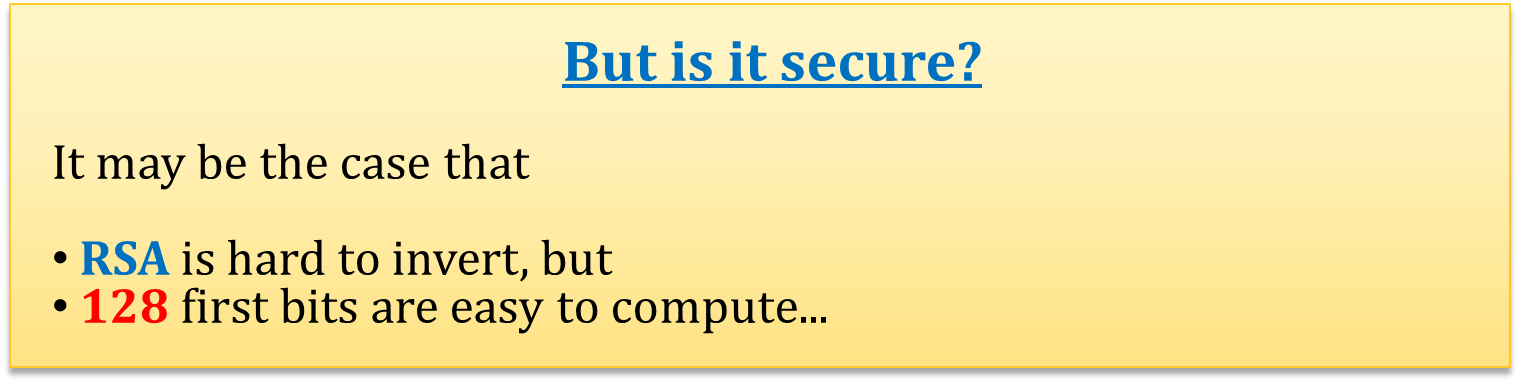 But is it secure?
It may be the case that
• RSA is hard to invert, but
• 128 first bits are easy to compute...